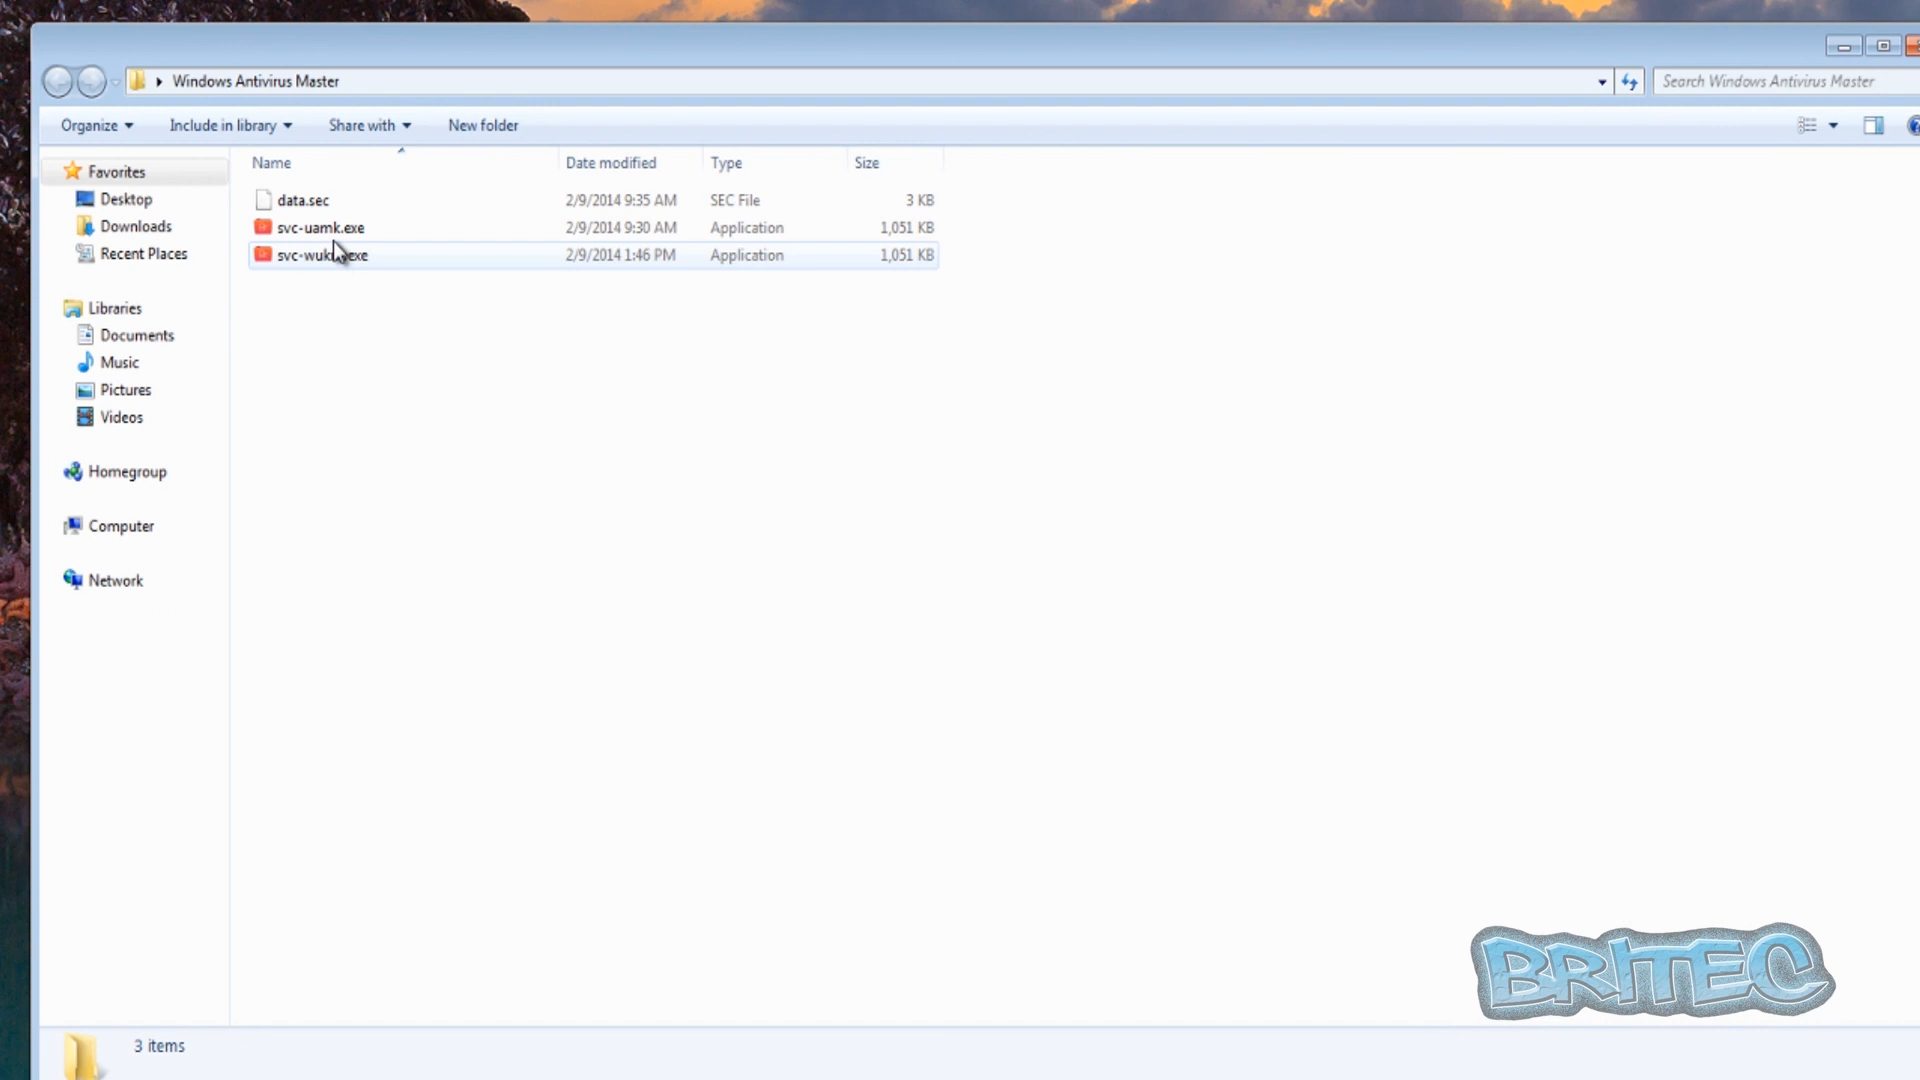 Windows Antivirus Master
Search Windows Antivirus Master
Organize
Include in library
Share with
New folder
Name
Date modified
Type
Size
Favorites
Desktop
Downloads
Recent Places
Libraries
Documents
Music
Pictures
Videos
Homegroup
Computer
Network
data.sec 2/9/2014 9:35 AM SEC File 3 KB
svc-uamk.exe 2/9/2014 9:30 AM Application 1,051 KB
2/9/2014 1:46 PM Application 1,051 KB
BRITEC
3 items